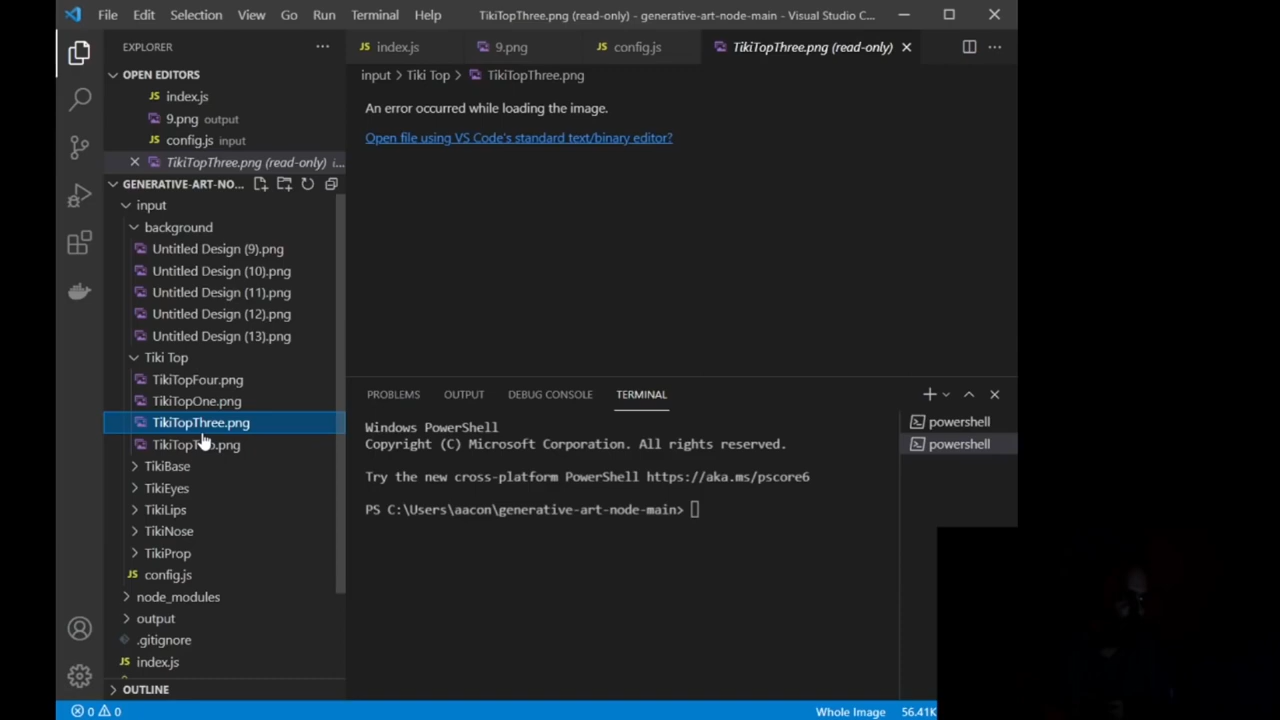 File Edit Selection View Go Run Terminal Help TikiTopThree.png (read-only) - generative-art-node-main - Visual Studio C...
EXPLORER
OPEN EDITORS
index.js
9.png output
config.js input
TikiTopThree.png (read-only) i...
GENERATIVE-ART-NO...
input
background
Untitled Design (9).png
Untitled Design (10).png
Untitled Design (11).png
Untitled Design (12).png
Untitled Design (13).png
Tiki Top
TikiTopFour.png
TikiTopOne.png
TikiTopThree.png
TikiBase
TikiEyes
TikiLips
TikiNose
TikiProp
config.js
node_modules
output
.gitignore
index.js
OUTLINE
index.js 9.png config.js TikiTopThree.png (read-only)
input > Tiki Top > TikiTopThree.png
An error occurred while loading the image.
Open file using VS Code's standard text/binary editor?
PROBLEMS OUTPUT DEBUG CONSOLE TERMINAL
Windows PowerShell
Copyright (C) Microsoft Corporation. All rights reserved.
Try the new cross-platform PowerShell https://aka.ms/pscore6
PS C:\Users\aacon\generative-art-node-main>
powershell
powershell
0 0 Whole Image 56.41K